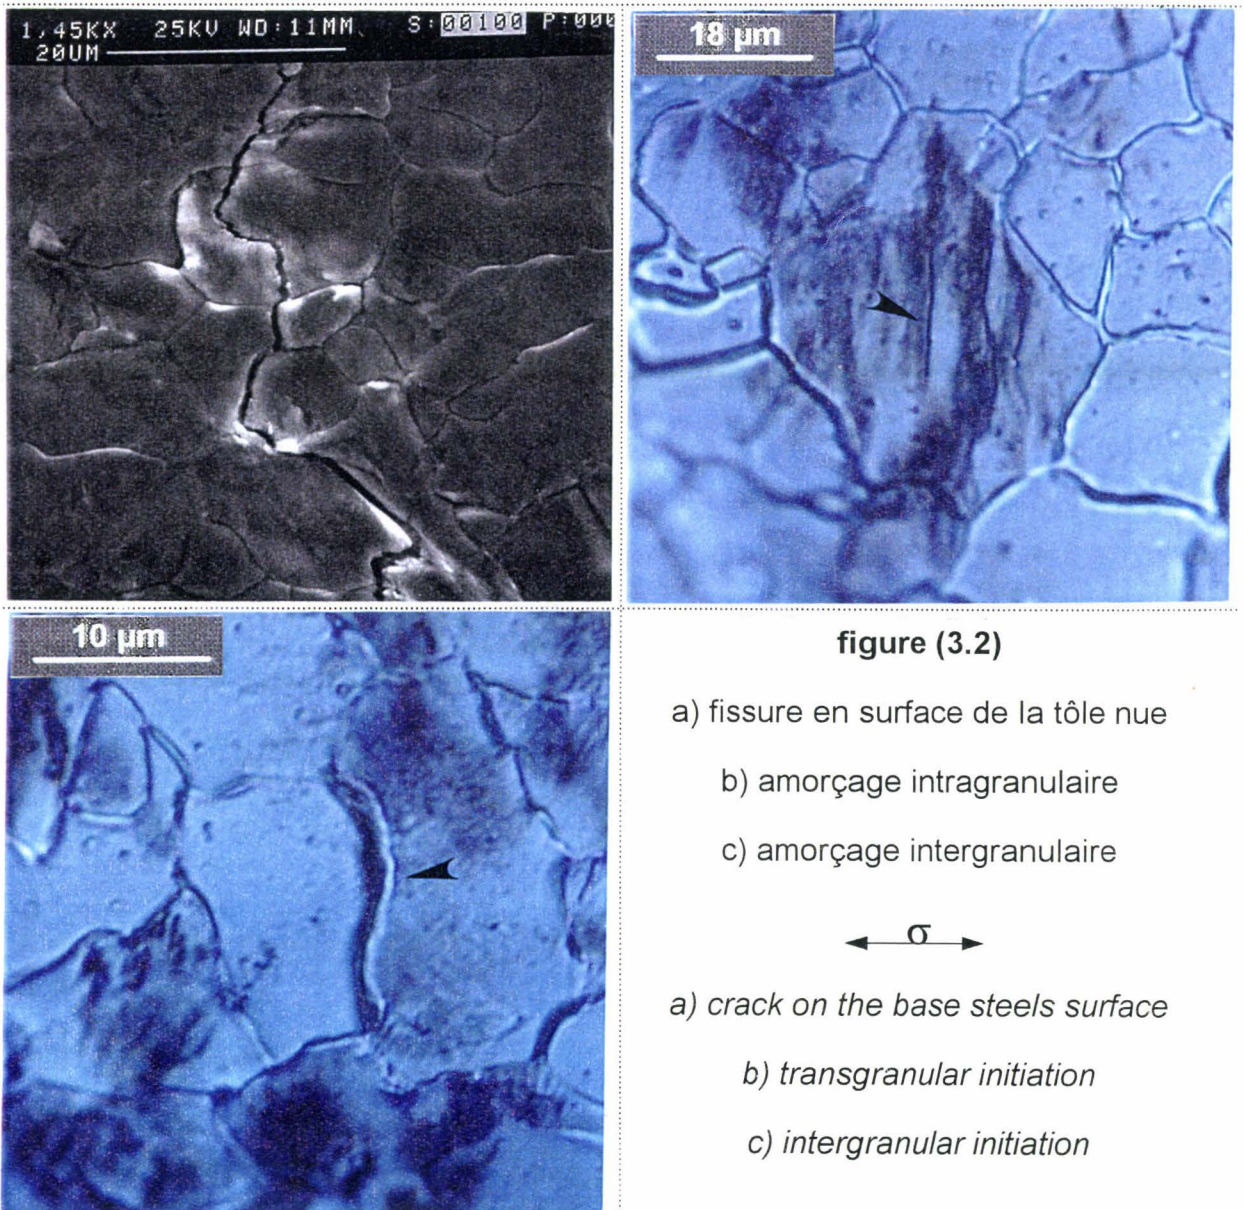 1,45KX 25KV WD:11MM S:00100 P:000
20UM
18 µm
10 µm
figure (3.2)
a) fissure en surface de la tôle nue
b) amorçage intragranulaire
c) amorçage intergranulaire
σ
a) crack on the base steels surface
b) transgranular initiation
c) intergranular initiation